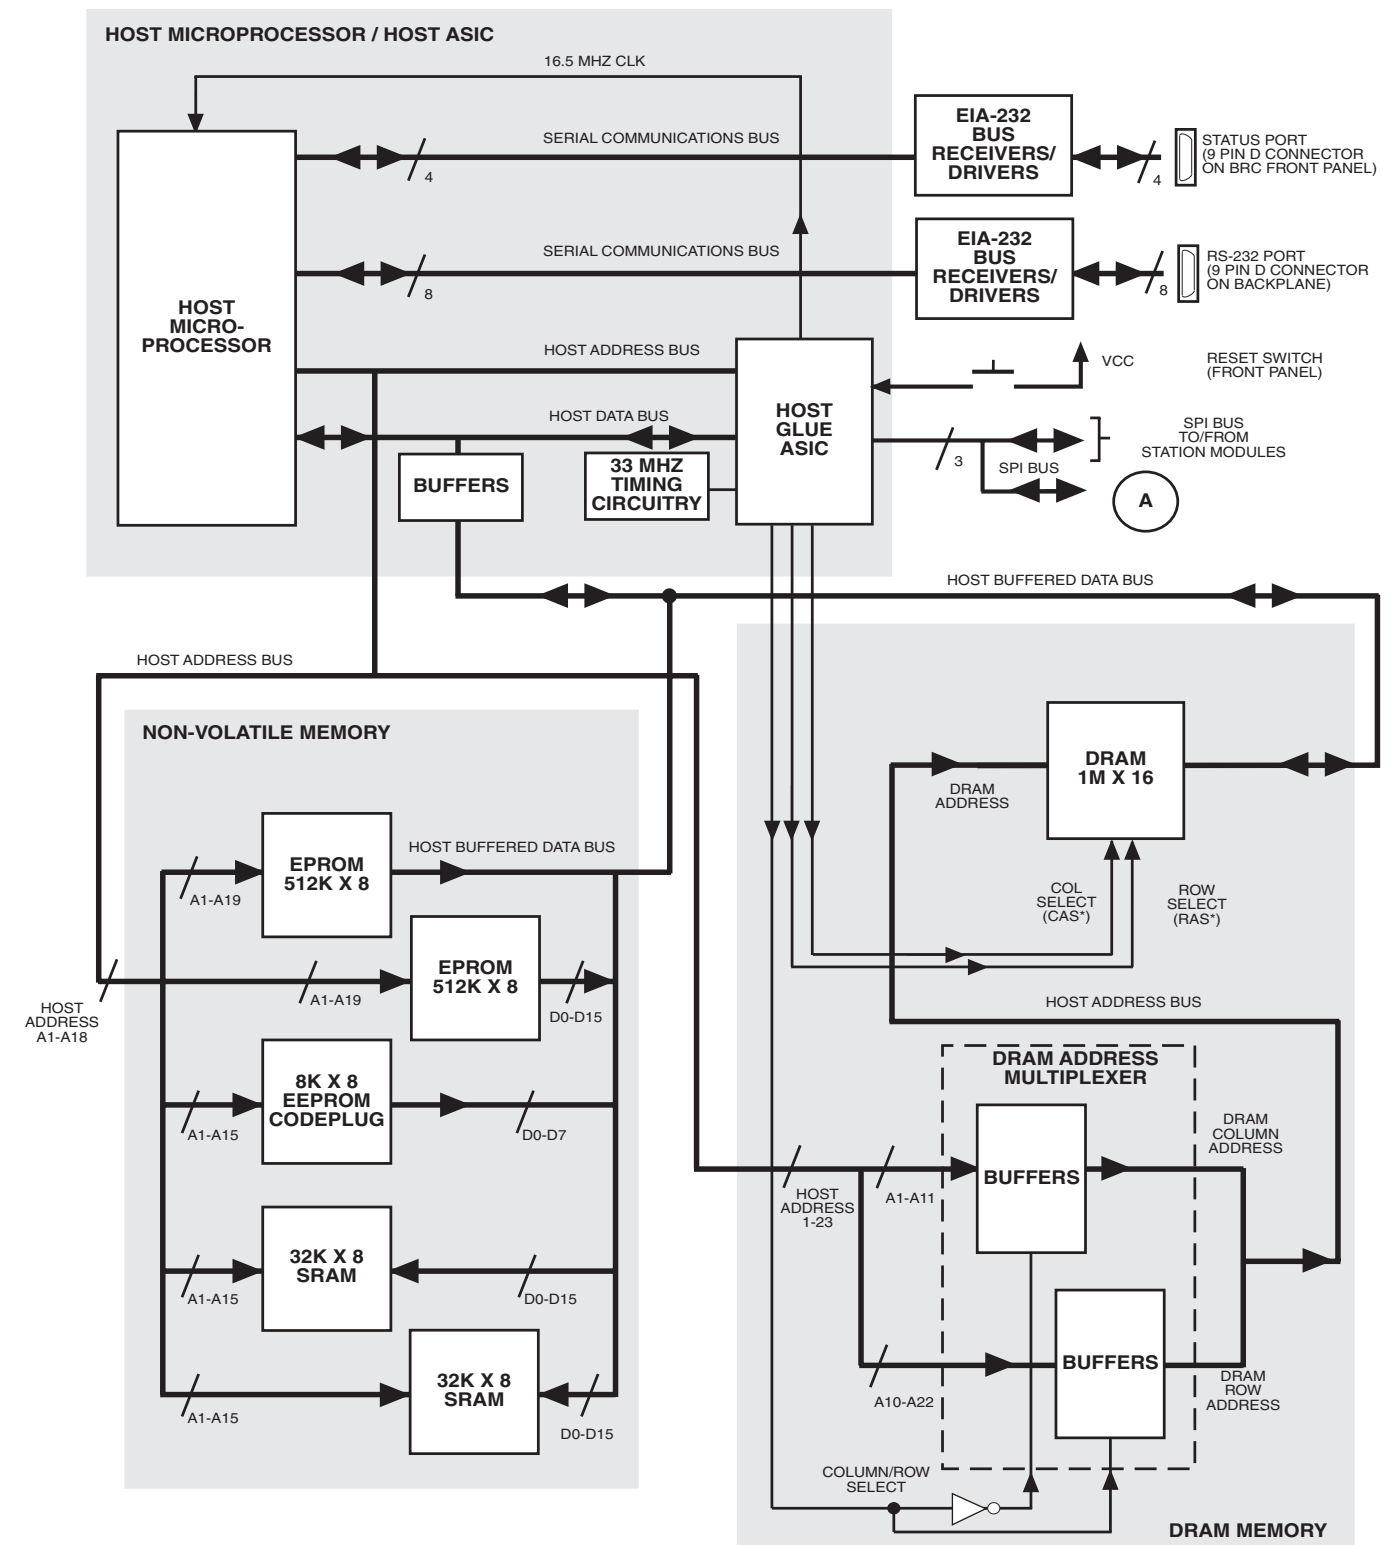 HOST MICROPROCESSOR / HOST ASIC
16.5 MHZ CLK
SERIAL COMMUNICATIONS BUS
4
EIA-232
BUS
RECEIVERS/
DRIVERS
4
STATUS PORT
(9 PIN D CONNECTOR
ON BRC FRONT PANEL)
SERIAL COMMUNICATIONS BUS
8
EIA-232
BUS
RECEIVERS/
DRIVERS
8
RS-232 PORT
(9 PIN D CONNECTOR
ON BACKPLANE)
HOST
MICRO-
PROCESSOR
HOST ADDRESS BUS
VCC
RESET SWITCH
(FRONT PANEL)
HOST DATA BUS
HOST
GLUE
ASIC
BUFFERS
33 MHZ
TIMING
CIRCUITRY
3
SPI BUS
TO/FROM
STATION MODULES
SPI BUS
A
HOST BUFFERED DATA BUS
HOST ADDRESS BUS
NON-VOLATILE MEMORY
EPROM
512K X 8
A1-A19
HOST BUFFERED DATA BUS
EPROM
512K X 8
A1-A19
D0-D15
HOST
ADDRESS
A1-A18
8K X 8
EEPROM
CODEPLUG
A1-A15
D0-D7
32K X 8
SRAM
A1-A15
D0-D15
32K X 8
SRAM
A1-A15
D0-D15
DRAM
1M X 16
DRAM
ADDRESS
COL
SELECT
(CAS*)
ROW
SELECT
(RAS*)
HOST ADDRESS BUS
DRAM ADDRESS
MULTIPLEXER
BUFFERS
DRAM
COLUMN
ADDRESS
HOST
ADDRESS
1-23
A1-A11
BUFFERS
A10-A22
DRAM
ROW
ADDRESS
COLUMN/ROW
SELECT
DRAM MEMORY